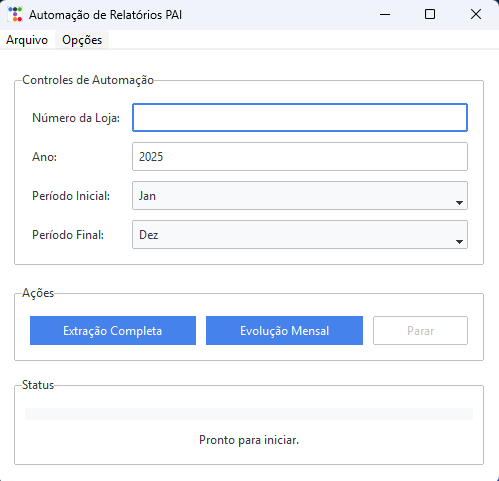 Automação de Relatórios PAI
Arquivo Opções
Controles de Automação
Número da Loja:
Ano: 2025
Período Inicial: Jan
Período Final: Dez
Ações
Extração Completa Evolução Mensal Parar
Status
Pronto para iniciar.